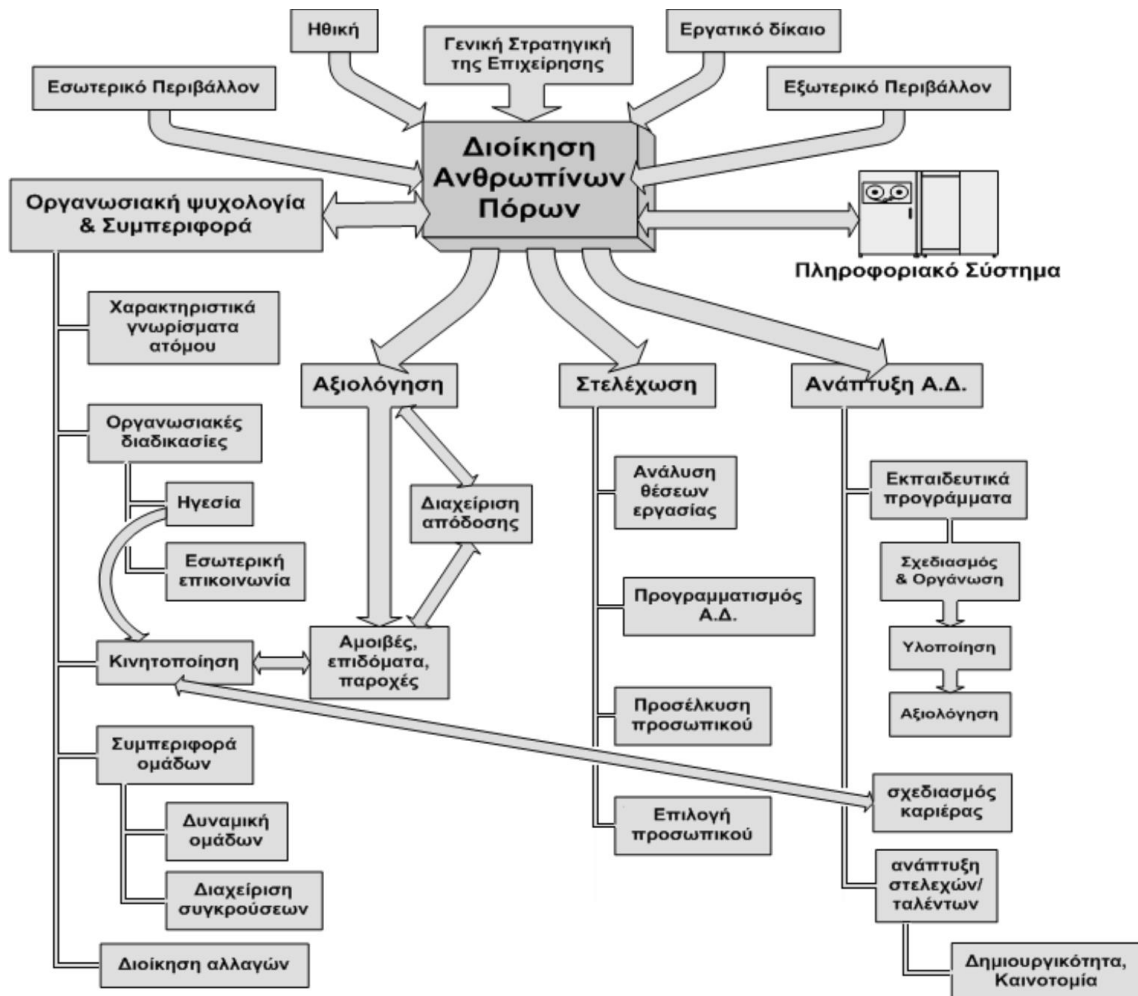 Ηθική
Γενική Στρατηγική
της Επιχείρησης
Εργατικό δίκαιο
Εσωτερικό Περιβάλλον
Εξωτερικό Περιβάλλον
Διοίκηση
Ανθρωπίνων
Πόρων
Οργανωσιακή ψυχολογία
& Συμπεριφορά
Πληροφοριακό Σύστημα
Χαρακτηριστικά
γνωρίσματα
ατόμου
Οργανωσιακές
διαδικασίες
Ηγεσία
Εσωτερική
επικοινωνία
Κινητοποίηση
Συμπεριφορά
ομάδων
Δυναμική
ομάδων
Διαχείριση
συγκρούσεων
Διοίκηση αλλαγών
Αξιολόγηση
Διαχείριση
απόδοσης
Αμοιβές,
επιδόματα,
παροχές
Στελέχωση
Ανάλυση
θέσεων
εργασίας
Προγραμματισμός
Α.Δ.
Προσέλκυση
προσωπικού
Επιλογή
προσωπικού
Ανάπτυξη Α.Δ.
Εκπαιδευτικά
προγράμματα
Σχεδιασμός
& Οργάνωση
Υλοποίηση
Αξιολόγηση
σχεδιασμός
καριέρας
ανάπτυξη
στελεχών/
ταλέντων
Δημιουργικότητα,
Καινοτομία